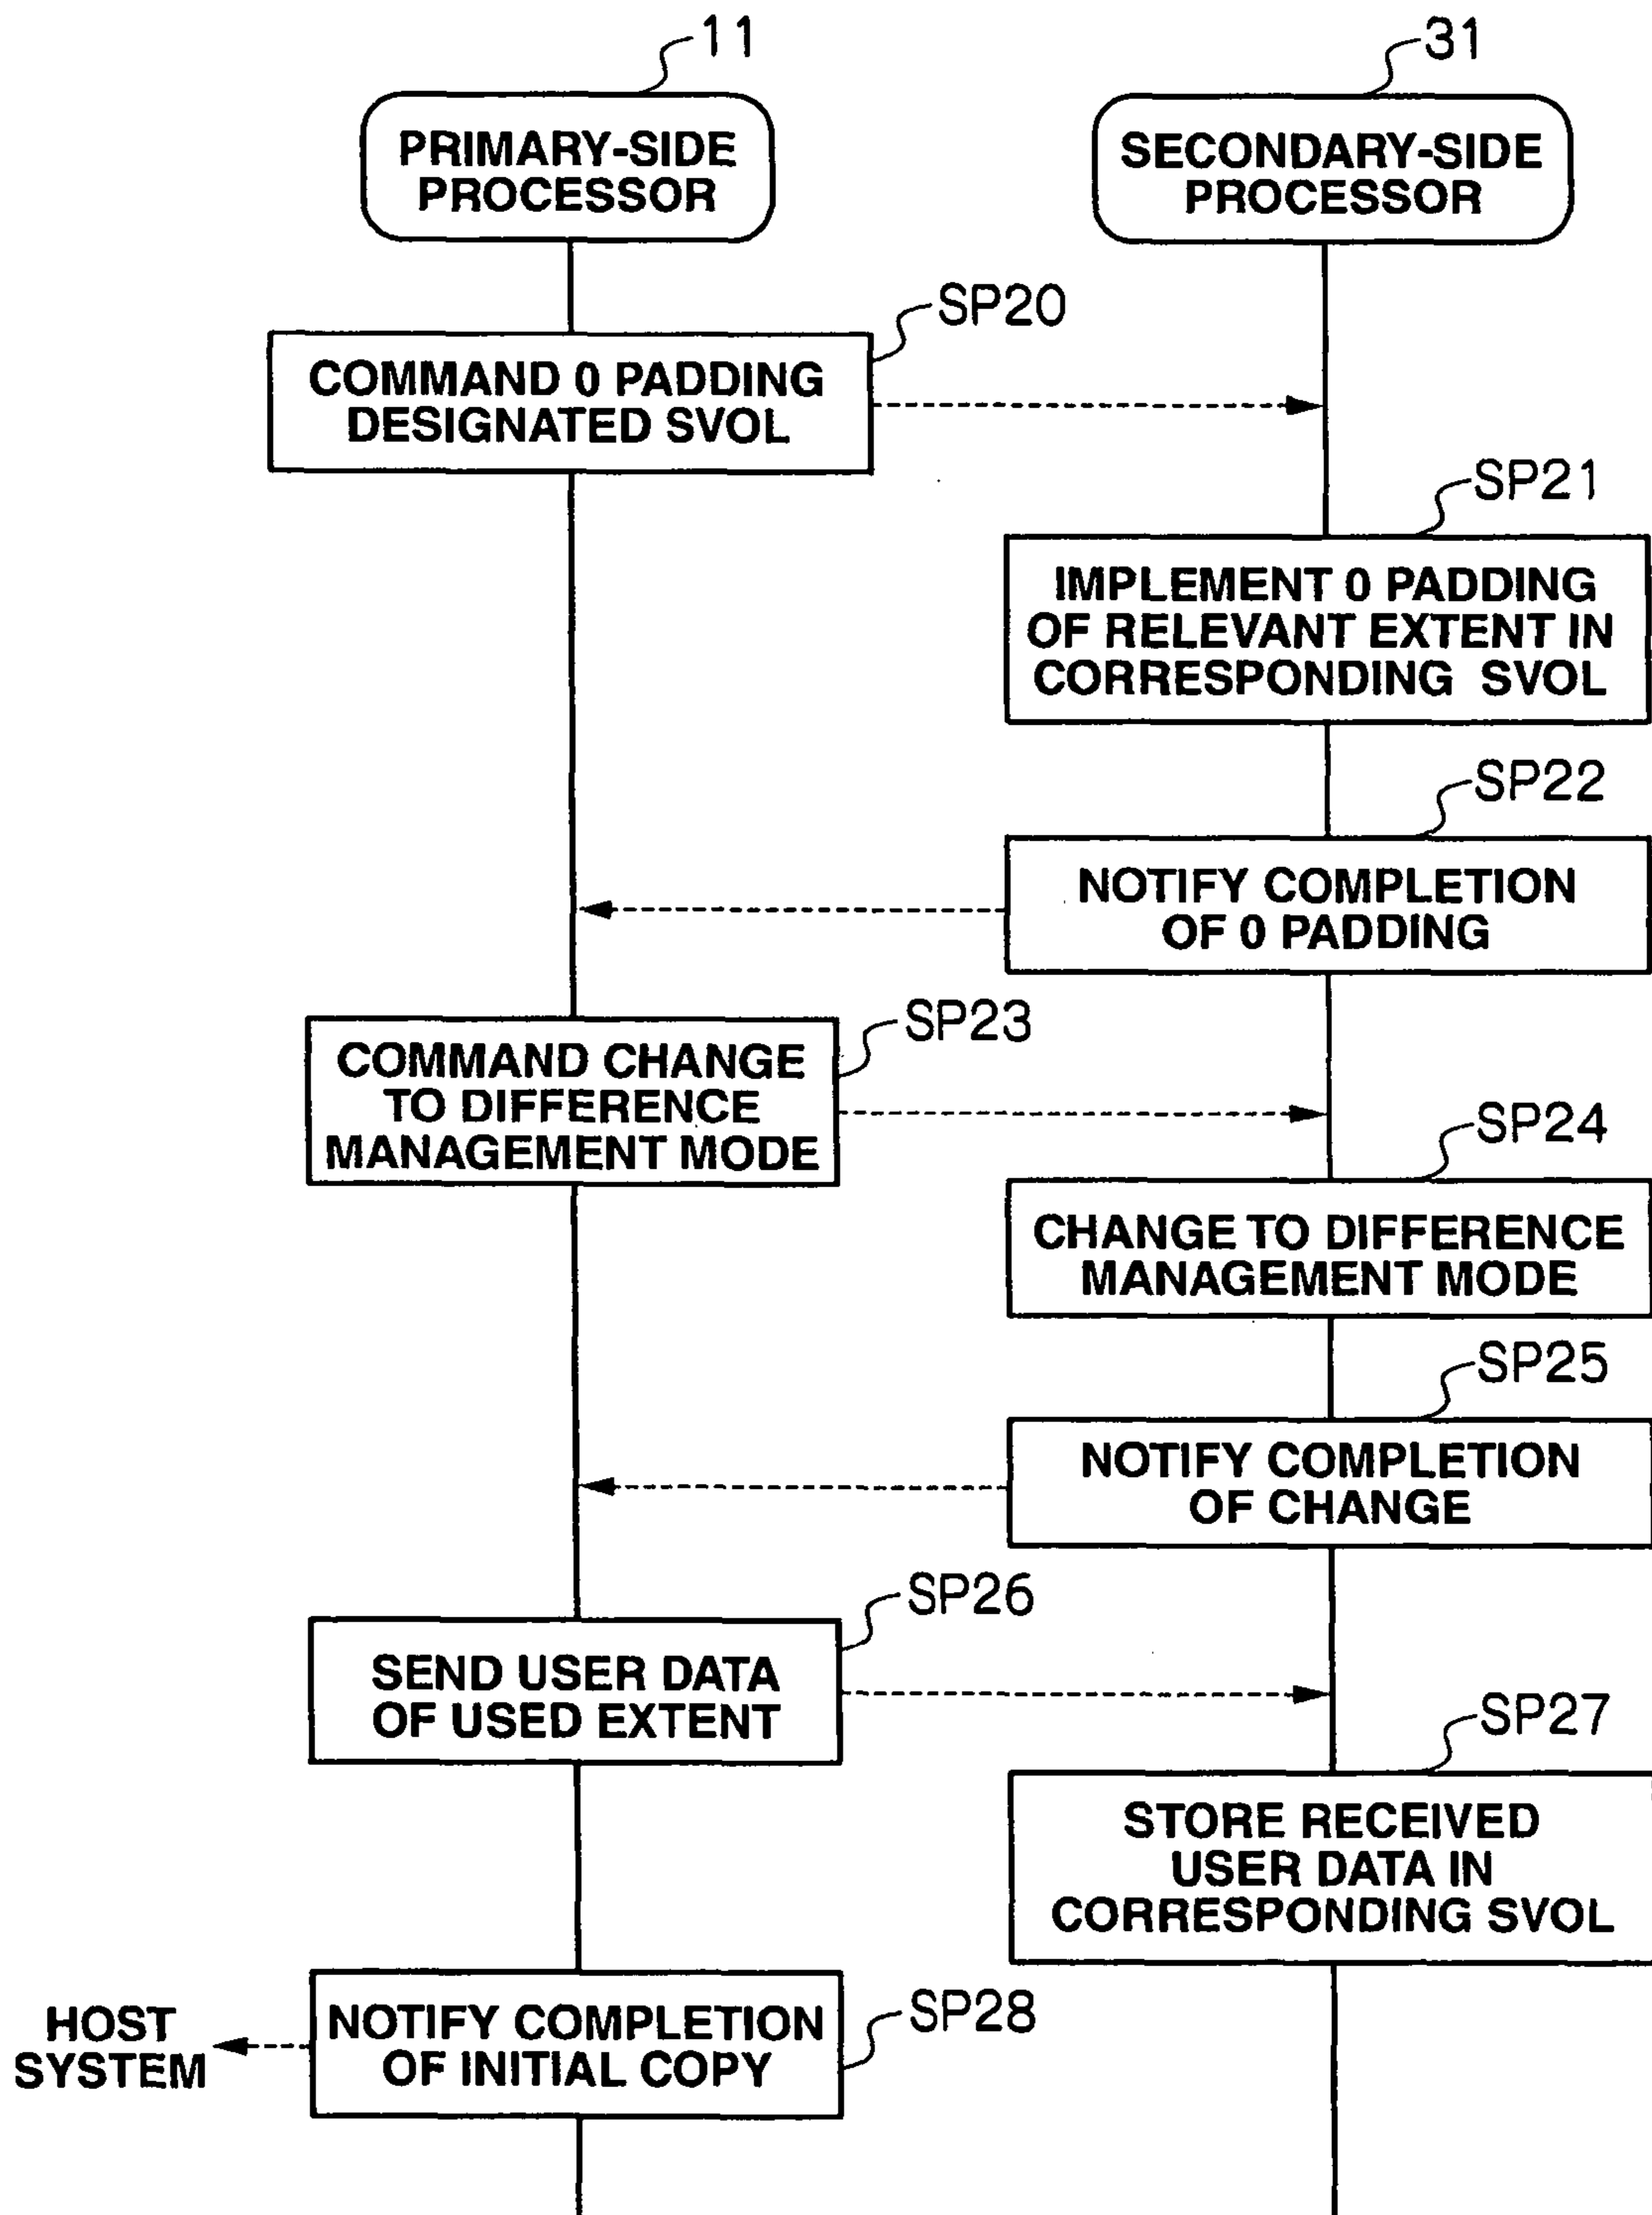 11
31
PRIMARY-SIDE
PROCESSOR
SECONDARY-SIDE
PROCESSOR
SP20
COMMAND 0 PADDING
DESIGNATED SVOL
SP21
IMPLEMENT 0 PADDING
OF RELEVANT EXTENT IN
CORRESPONDING SVOL
SP22
NOTIFY COMPLETION
OF 0 PADDING
SP23
COMMAND CHANGE
TO DIFFERENCE
MANAGEMENT MODE
SP24
CHANGE TO DIFFERENCE
MANAGEMENT MODE
SP25
NOTIFY COMPLETION
OF CHANGE
SP26
SEND USER DATA
OF USED EXTENT
SP27
STORE RECEIVED
USER DATA IN
CORRESPONDING SVOL
SP28
NOTIFY COMPLETION
OF INITIAL COPY
HOST
SYSTEM